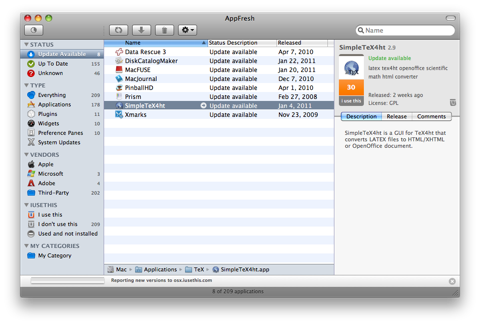 AppFresh
Name
STATUS
Update Available 8
Up To Date 155
Unknown 46
TYPE
Everything 209
Applications 178
Plugins 11
Widgets 10
Preference Panes 10
System Updates
VENDORS
Apple
Microsoft 3
Adobe 4
Third-Party 202
IUSETHIS
I use this
I don't use this 209
Used and not installed
MY CATEGORIES
My Category
Name Status Description Released
Data Rescue 3 Update available Apr 7, 2010
DiskCatalogMaker Update available Jan 22, 2011
MacFUSE Update available Jan 21, 2011
MacJournal Update available Dec 7, 2010
PinballHD Update available Apr 1, 2010
Prism Update available Feb 27, 2008
SimpleTeX4ht Update available Jan 4, 2011
Xmarks Update available Nov 23, 2009
Mac Applications TeX SimpleTeX4ht.app
SimpleTeX4ht 2.9
Update available
latex tex4ht openoffice scientific
math html converter
30
I use this
Released: 2 weeks ago
License: GPL
Description Release Comments
SimpleTeX4ht is a GUI for TeX4ht that
converts LATEX files to HTML/XHTML
or OpenOffice document.
Reporting new versions to osx.iusethis.com
8 of 209 applications